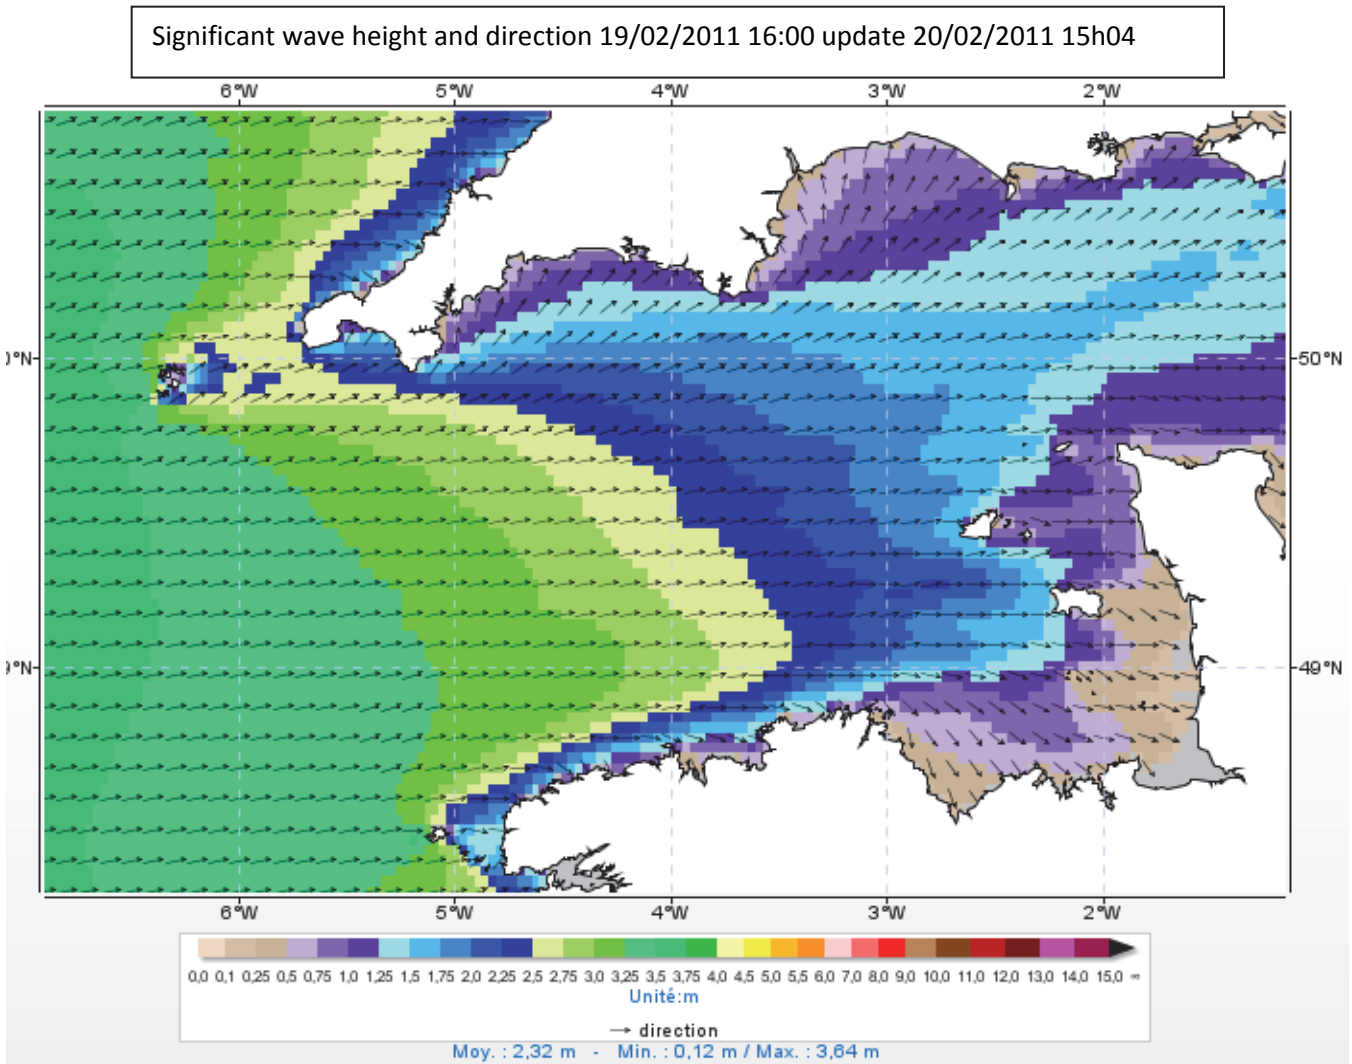 Significant wave height and direction 19/02/2011 16:00 update 20/02/2011 15h04
6°W 5°W 4°W 3°W 2°W
0°N 50°N
9°N 49°N
6°W 5°W 4°W 3°W 2°W
0,0 0,1 0,25 0,5 0,75 1,0 1,25 1,5 1,75 2,0 2,25 2,5 2,75 3,0 3,25 3,5 3,75 4,0 4,5 5,0 5,5 6,0 7,0 8,0 9,0 10,0 11,0 12,0 13,0 14,0 15,0 ∞
Unité:m
→ direction
Moy. : 2,32 m - Min. : 0,12 m / Max. : 3,64 m